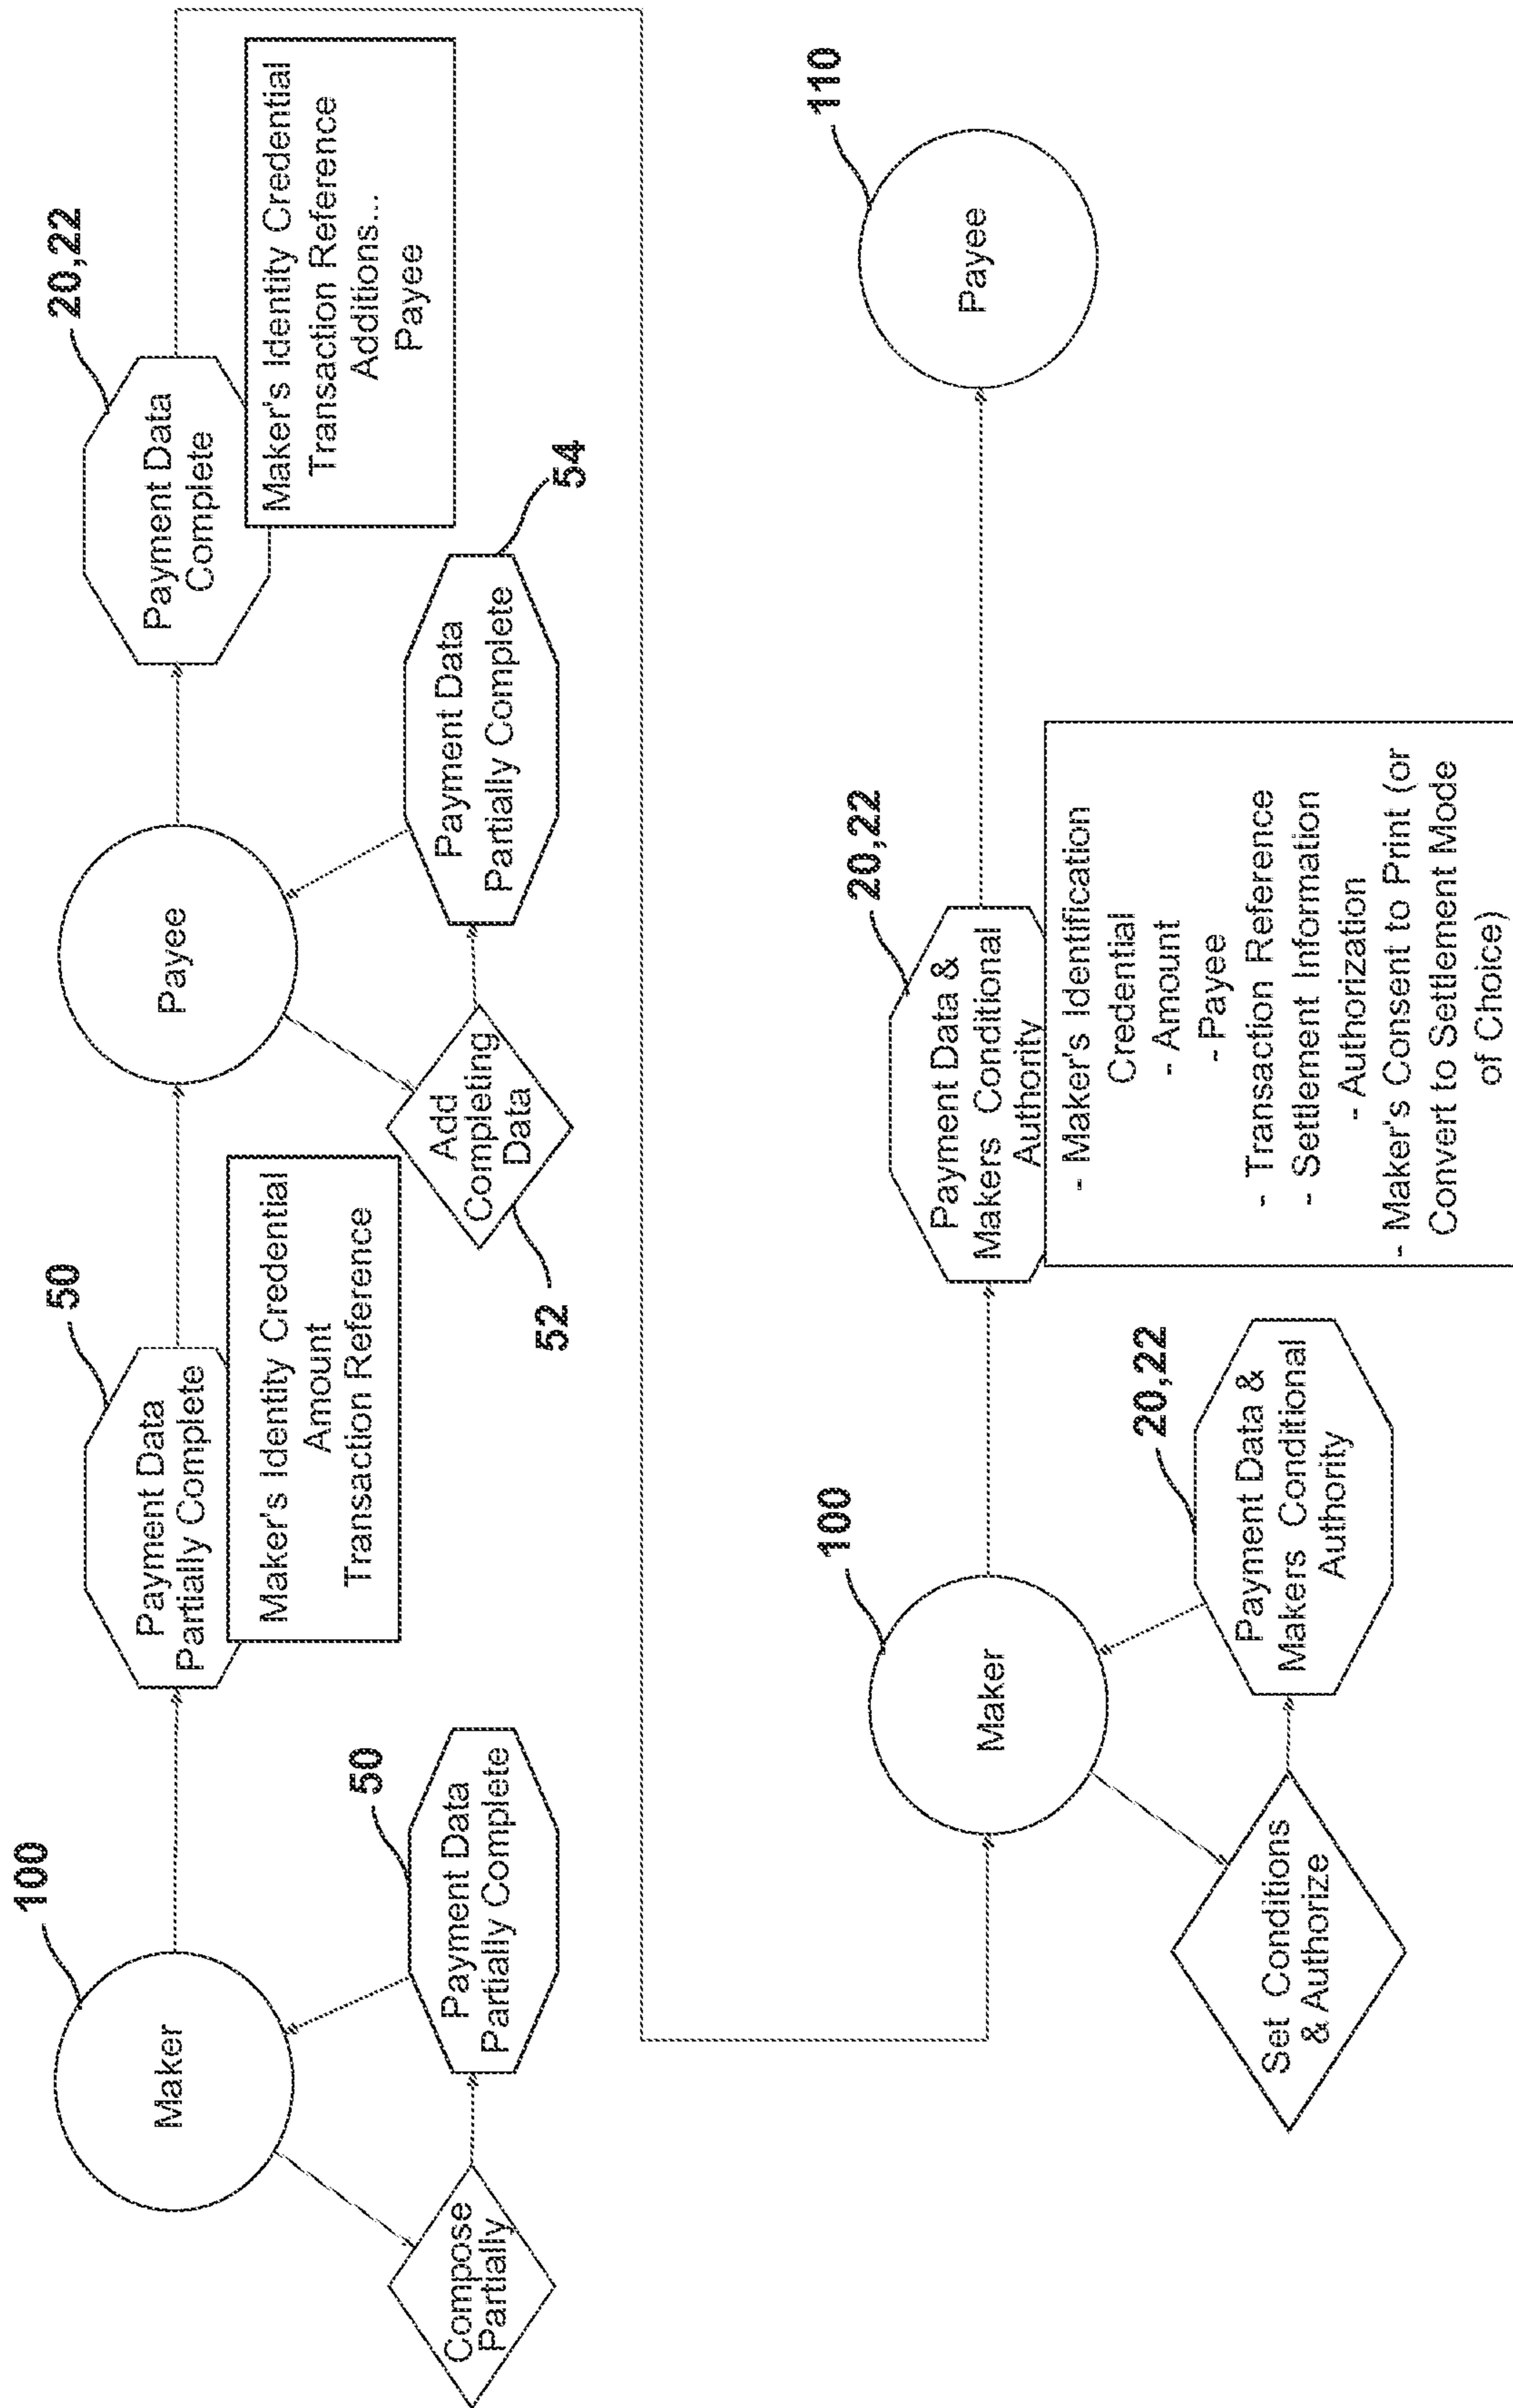 100
Maker
Compose
Partially
50
Payment Data
Partially Complete
50
Payment Data
Partially Complete
Maker's Identity Credential
Amount
Transaction Reference
Payee
Add
Completing
Data
52
Payment Data
Partially Complete
54
20,22
Payment Data
Complete
Maker's Identity Credential
Transaction Reference
Additions...
Payee
100
Maker
Set Conditions
& Authorize
20,22
Payment Data &
Makers Conditional
Authority
20,22
Payment Data &
Makers Conditional
Authority
- Maker's Identification
Credential
- Amount
- Payee
- Transaction Reference
- Settlement Information
- Authorization
- Maker's Consent to Print (or
Convert to Settlement Mode
of Choice)
110
Payee